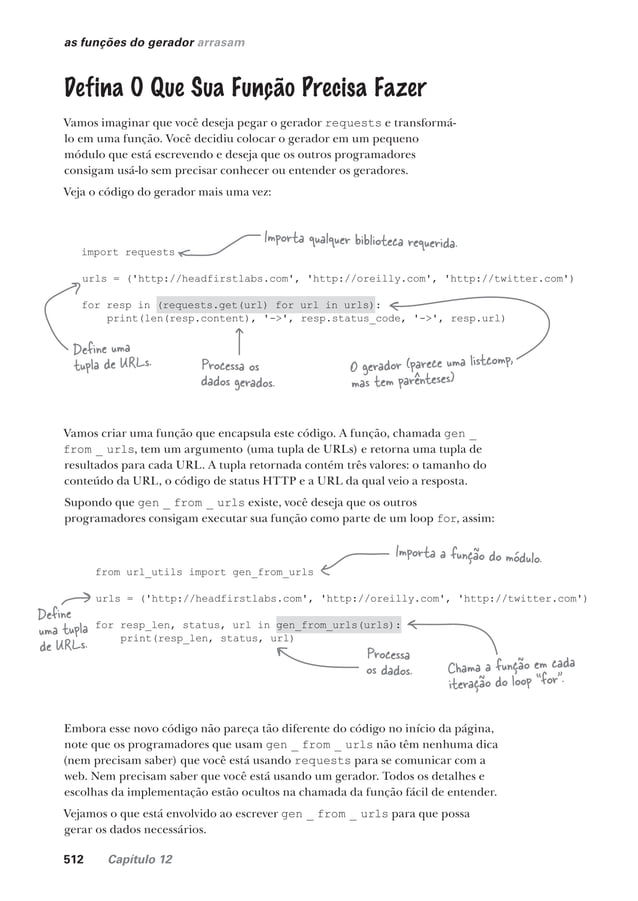 as funções do gerador arrasam
Defina O Que Sua Função Precisa Fazer
Vamos imaginar que você deseja pegar o gerador requests e transformá-
lo em uma função. Você decidiu colocar o gerador em um pequeno
módulo que está escrevendo e deseja que os outros programadores
consigam usá-lo sem precisar conhecer ou entender os geradores.
Veja o código do gerador mais uma vez:
Importa qualquer biblioteca requerida.
import requests
urls = ('http://headfirstlabs.com', 'http://oreilly.com', 'http://twitter.com')
for resp in (requests.get(url) for url in urls):
print(len(resp.content), '->', resp.status_code, '->', resp.url)
Define uma
tupla de URLs.
Processa os
dados gerados.
O gerador (parece uma listcomp,
mas tem parênteses)
Vamos criar uma função que encapsula este código. A função, chamada gen _
from _ urls, tem um argumento (uma tupla de URLs) e retorna uma tupla de
resultados para cada URL. A tupla retornada contém três valores: o tamanho do
conteúdo da URL, o código de status HTTP e a URL da qual veio a resposta.
Supondo que gen _ from _ urls existe, você deseja que os outros
programadores consigam executar sua função como parte de um loop for, assim:
Importa a função do módulo.
from url_utils import gen_from_urls
urls = ('http://headfirstlabs.com', 'http://oreilly.com', 'http://twitter.com')
Define
uma tupla
de URLs.
for resp_len, status, url in gen_from_urls(urls):
print(resp_len, status, url)
Processa
os dados.
Chama a função em cada
iteração do loop "for".
Embora esse novo código não pareça tão diferente do código no início da página,
note que os programadores que usam gen _ from _ urls não têm nenhuma dica
(nem precisam saber) que você está usando requests para se comunicar com a
web. Nem precisam saber que você está usando um gerador. Todos os detalhes e
escolhas da implementação estão ocultos na chamada da função fácil de entender.
Vejamos o que está envolvido ao escrever gen _ from _ urls para que possa
gerar os dados necessários.
512 Capítulo 12